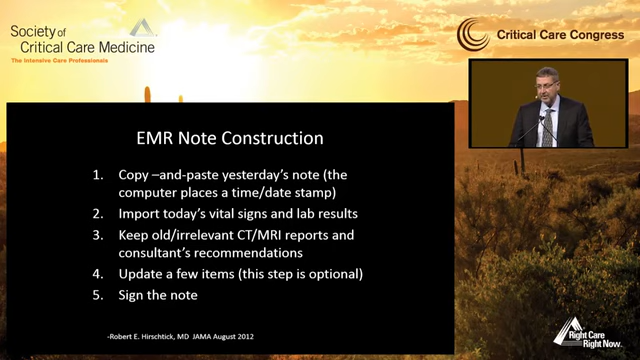 Society of
Critical Care Medicine
The Intensive Care Professionals
Critical Care Congress
EMR Note Construction
1. Copy –and-paste yesterday's note (the
computer places a time/date stamp)
2. Import today's vital signs and lab results
3. Keep old/irrelevant CT/MRI reports and
consultant's recommendations
4. Update a few items (this step is optional)
5. Sign the note
-Robert E. Hirschtick, MD JAMA August 2012
Right Care
Right Now.